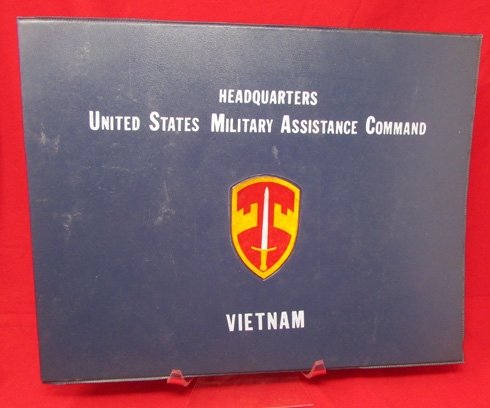 HEADQUARTERS
UNITED STATES MILITARY ASSISTANCE COMMAND
VIETNAM